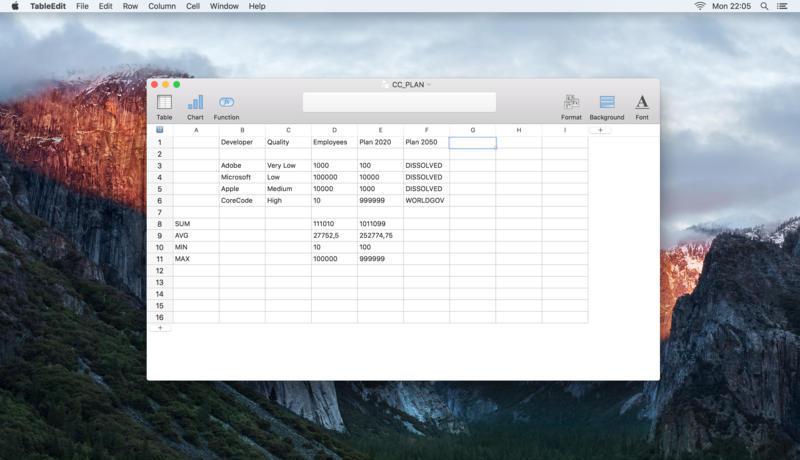 TableEdit File Edit Row Column Cell Window Help Mon 22:05
CC_PLAN
Table Chart Function Format Background Font
A B C D E F G H I +
1 Developer Quality Employees Plan 2020 Plan 2050
2
3 Adobe Very Low 1000 100 DISSOLVED
4 Microsoft Low 100000 10000 DISSOLVED
5 Apple Medium 10000 1000 DISSOLVED
6 CoreCode High 10 999999 WORLDGOV
7
8 SUM 111010 1011099
9 AVG 27752,5 252774,75
10 MIN 10 100
11 MAX 100000 999999
12
13
14
15
16
+